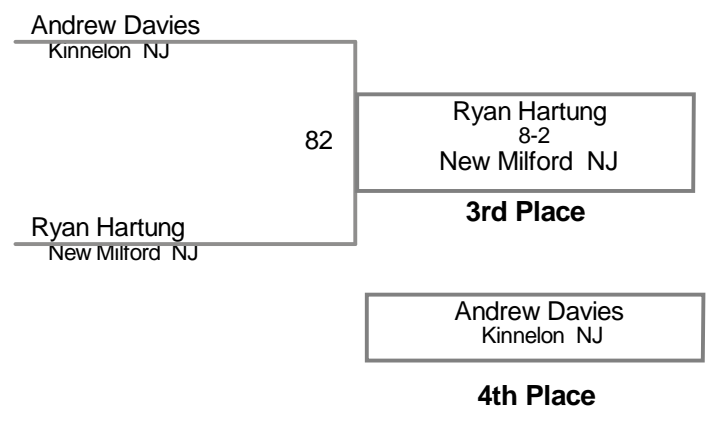 Andrew Davies
Kinnelon NJ
82
Ryan Hartung
8-2
New Milford NJ
3rd Place
Ryan Hartung
New Milford NJ
Andrew Davies
Kinnelon NJ
4th Place